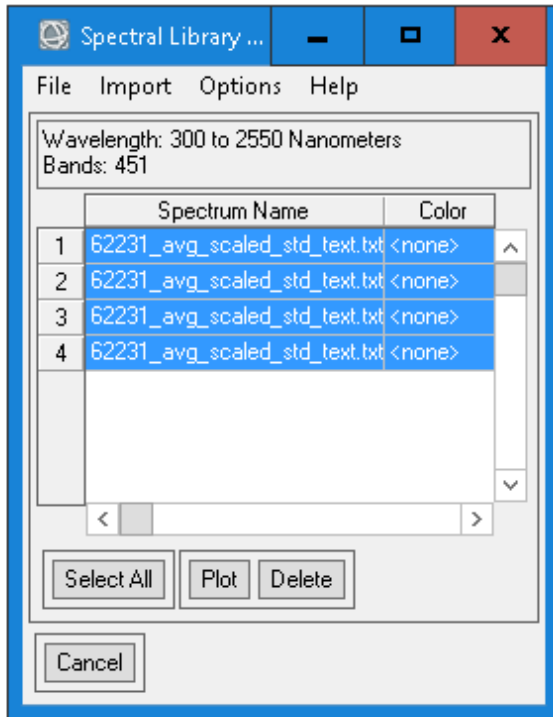 Spectral Library ...
File Import Options Help
Wavelength: 300 to 2550 Nanometers
Bands: 451
Spectrum Name Color
1 62231_avg_scaled_std_text.txt <none>
2 62231_avg_scaled_std_text.txt <none>
3 62231_avg_scaled_std_text.txt <none>
4 62231_avg_scaled_std_text.txt <none>
Select All Plot Delete
Cancel